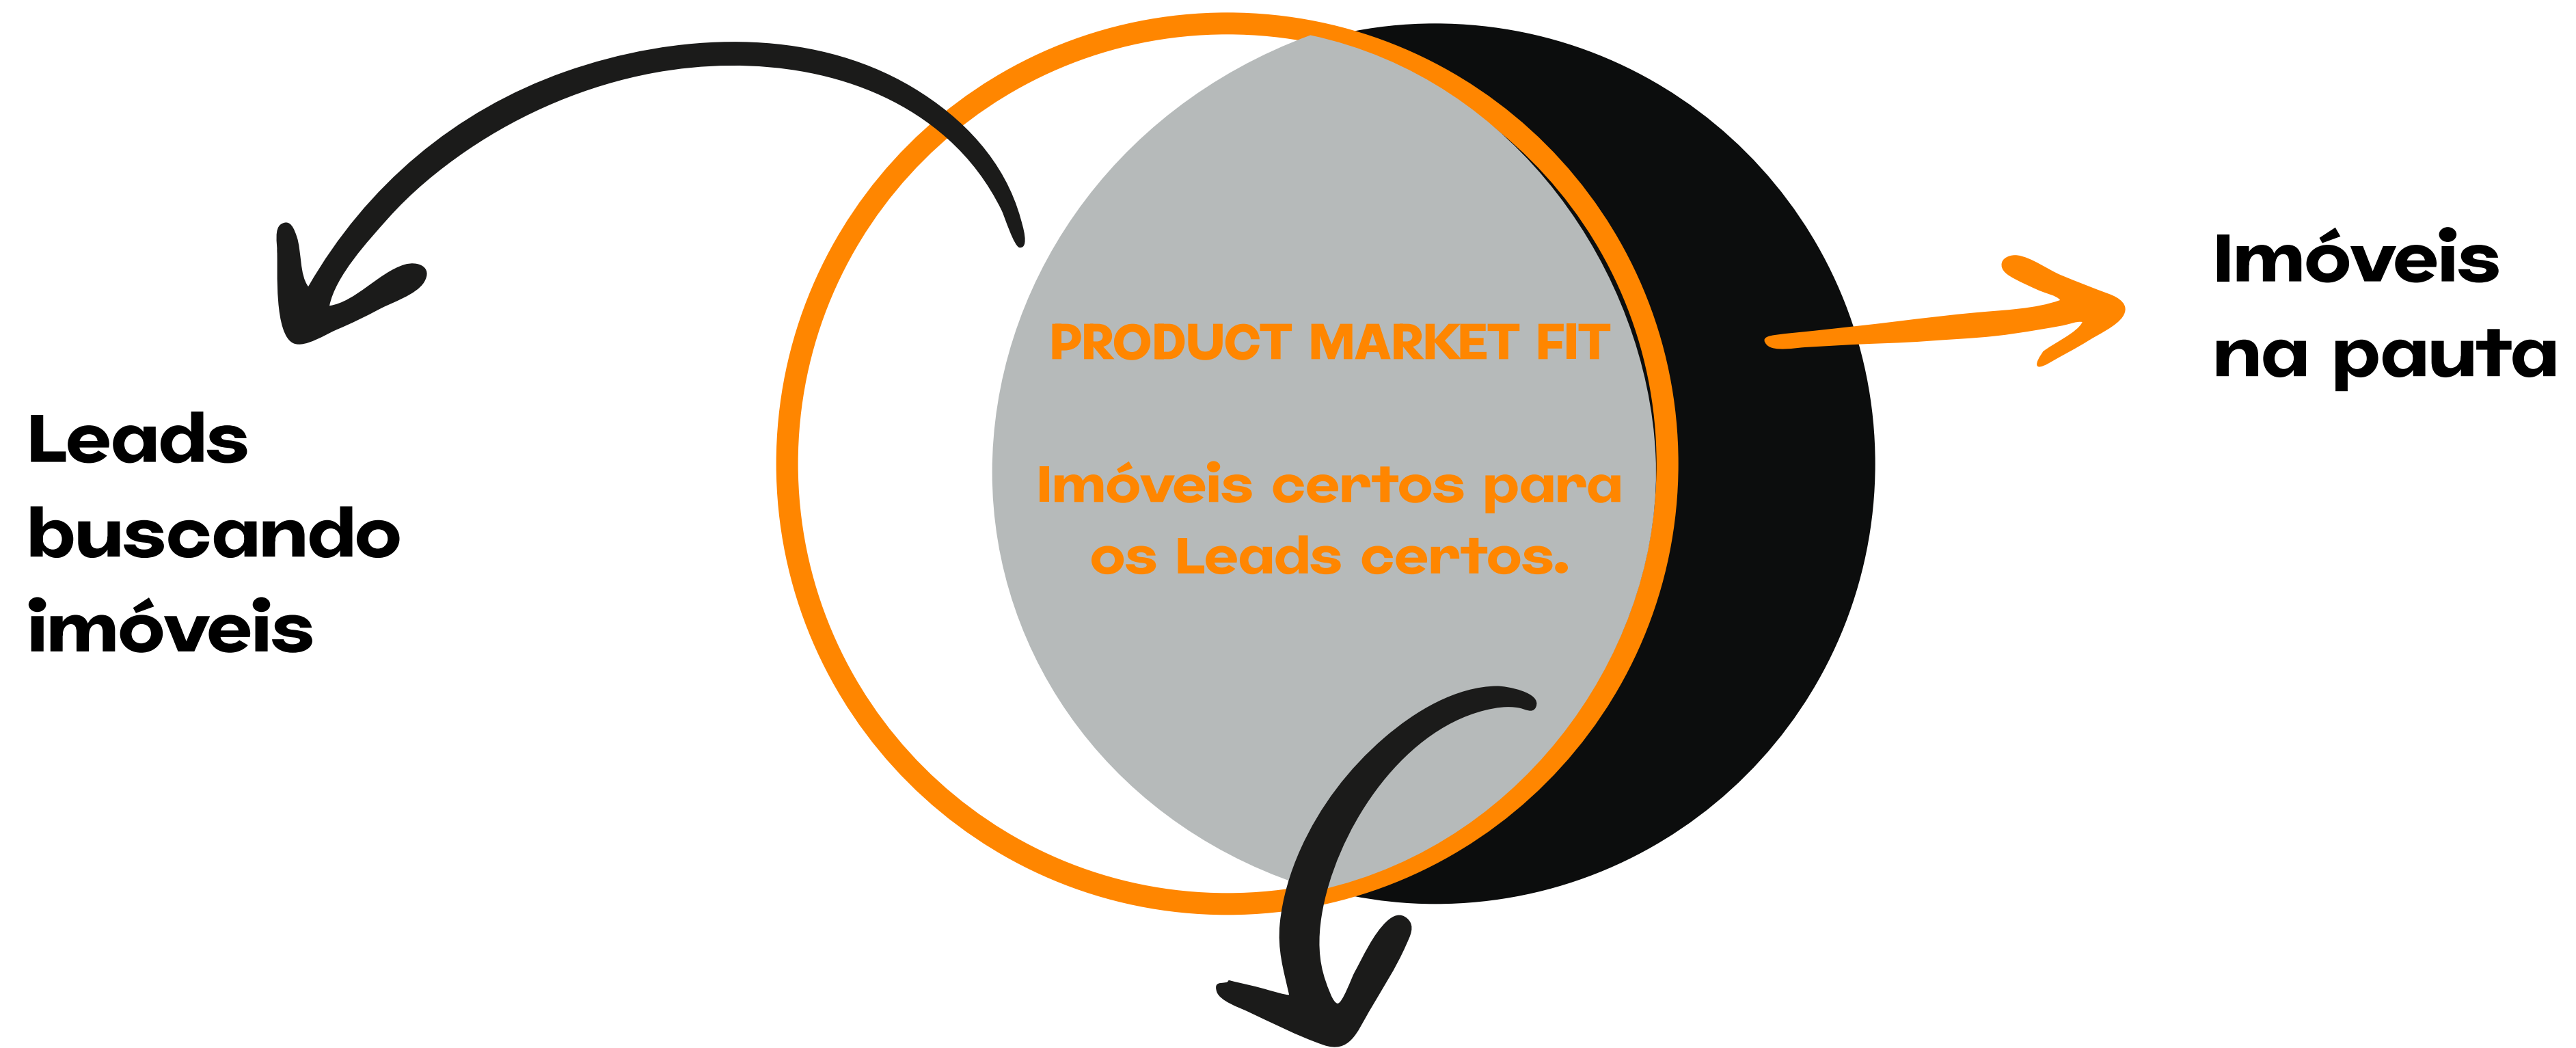 Leads
buscando
imóveis
PRODUCT MARKET FIT
Imóveis certos para
os Leads certos.
Imóveis
na pauta